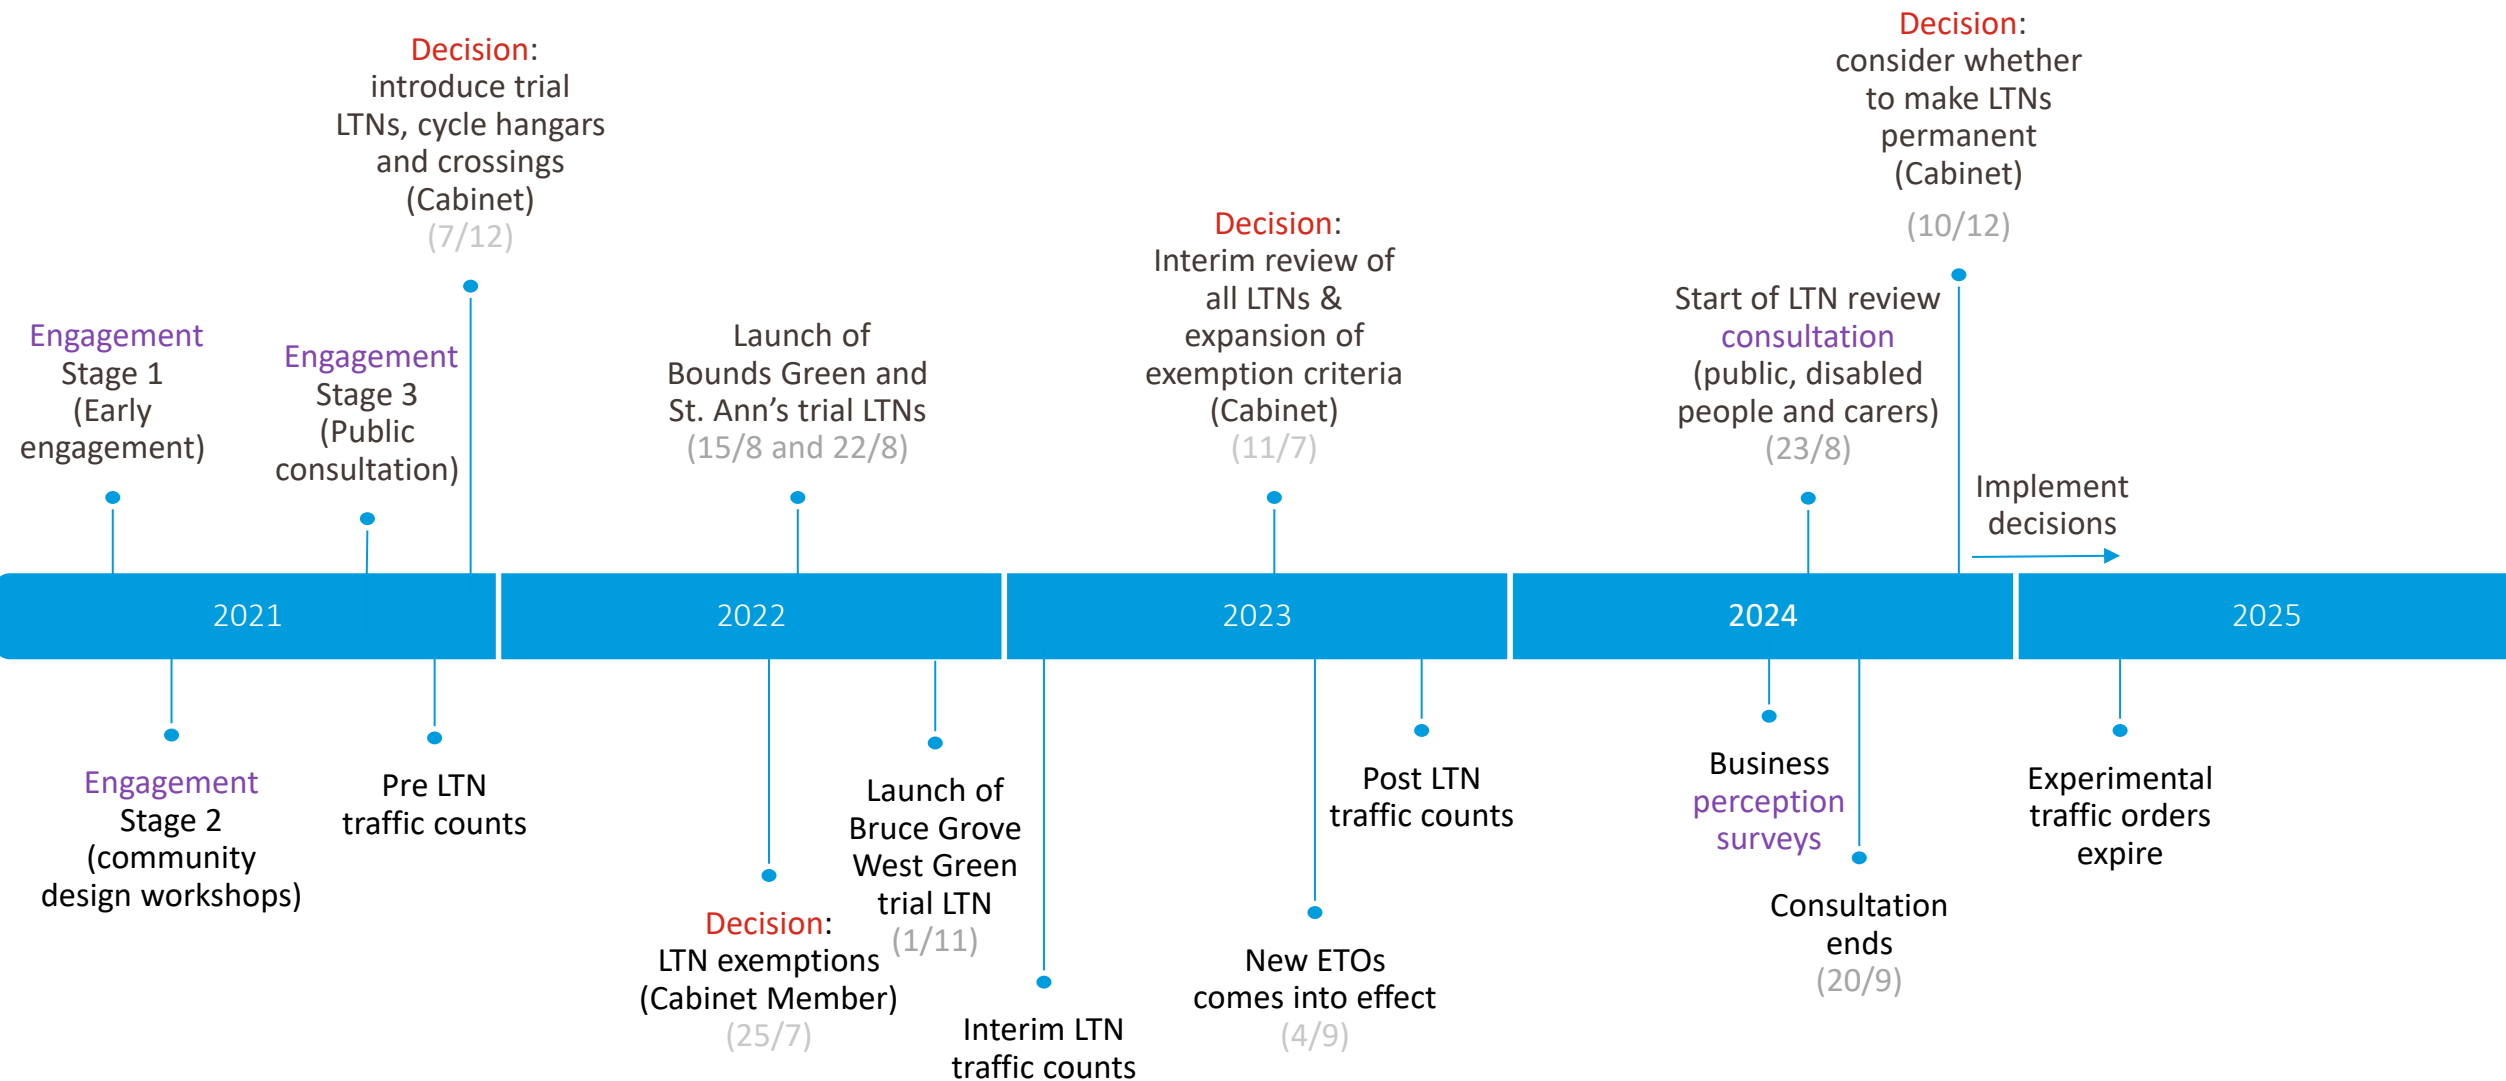 Decision:
introduce trial
LTNs, cycle hangars
and crossings
(Cabinet)
(7/12)
Decision:
consider whether
to make LTNs
permanent
(Cabinet)
(10/12)
Engagement
Stage 1
(Early
engagement)
Engagement
Stage 3
(Public
consultation)
Launch of
Bounds Green and
St. Ann’s trial LTNs
(15/8 and 22/8)
Decision:
Interim review of
all LTNs &
expansion of
exemption criteria
(Cabinet)
(11/7)
Start of LTN review
consultation
(public, disabled
people and carers)
(23/8)
Implement
decisions
2021
2022
2023
2024
2025
Engagement
Stage 2
(community
design workshops)
Pre LTN
traffic counts
Decision:
LTN exemptions
(Cabinet Member)
(25/7)
Launch of
Bruce Grove
West Green
trial LTN
(1/11)
Interim LTN
traffic counts
New ETOs
comes into effect
(4/9)
Post LTN
traffic counts
Business
perception
surveys
Consultation
ends
(20/9)
Experimental
traffic orders
expire